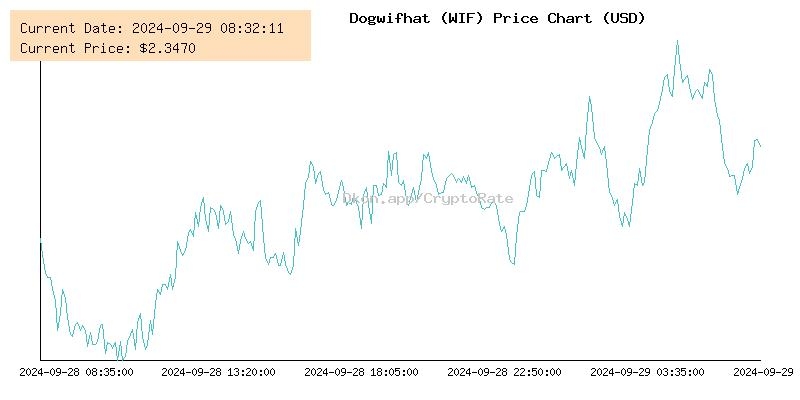 Dogwifhat (WIF) Price Chart (USD)
Current Date: 2024-09-29 08:32:11
Current Price: $2.3470
Dkon.app/CryptoRate
2024-09-28 08:35:00
2024-09-28 13:20:00
2024-09-28 18:05:00
2024-09-28 22:50:00
2024-09-29 03:35:00
2024-09-29